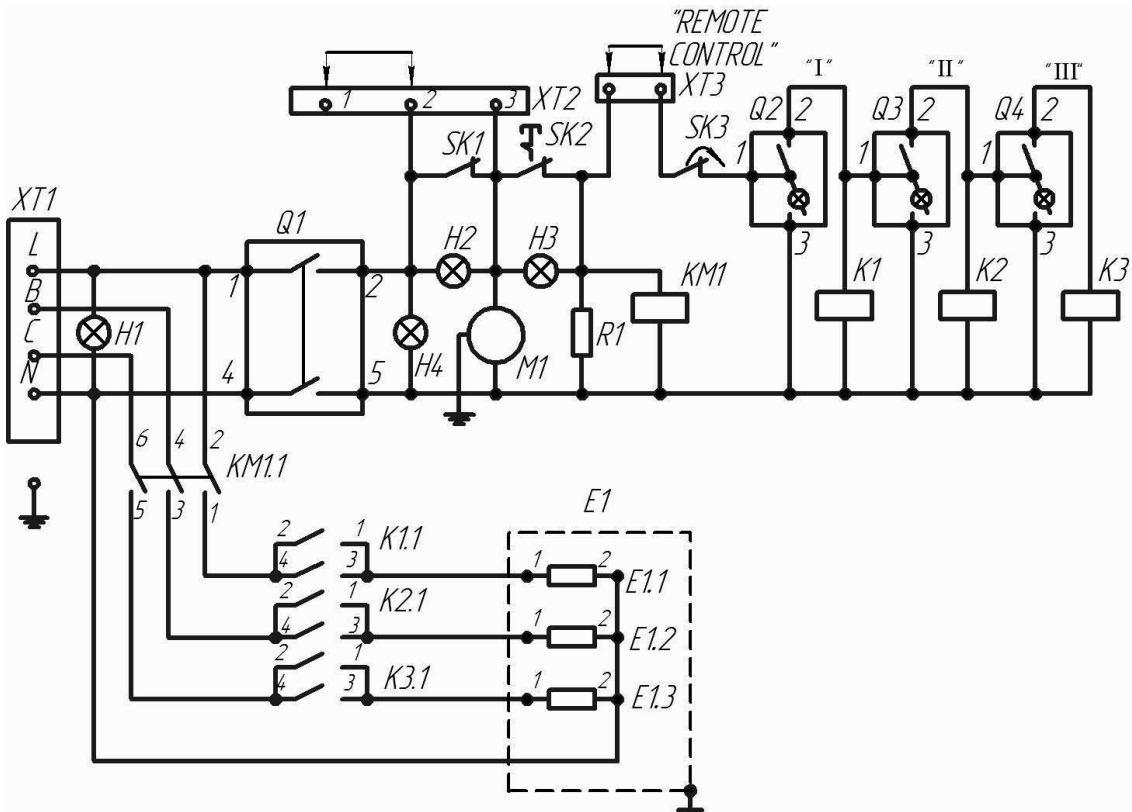 "REMOTE
CONTROL"
XT3
"I"
"II"
"III"
1
2
3
XT2
SK1
SK2
SK3
Q2
2
1
3
Q3
2
1
3
Q4
2
1
3
XT1
L
B
C
N
H1
Q1
1
2
4
5
H2
H3
H4
M1
R1
KM1
K1
K2
K3
6
4
2
KM1.1
5
3
1
E1
2
1
K1.1
4
3
1
2
E1.1
2
1
K2.1
4
3
1
2
E1.2
2
1
K3.1
4
3
1
2
E1.3